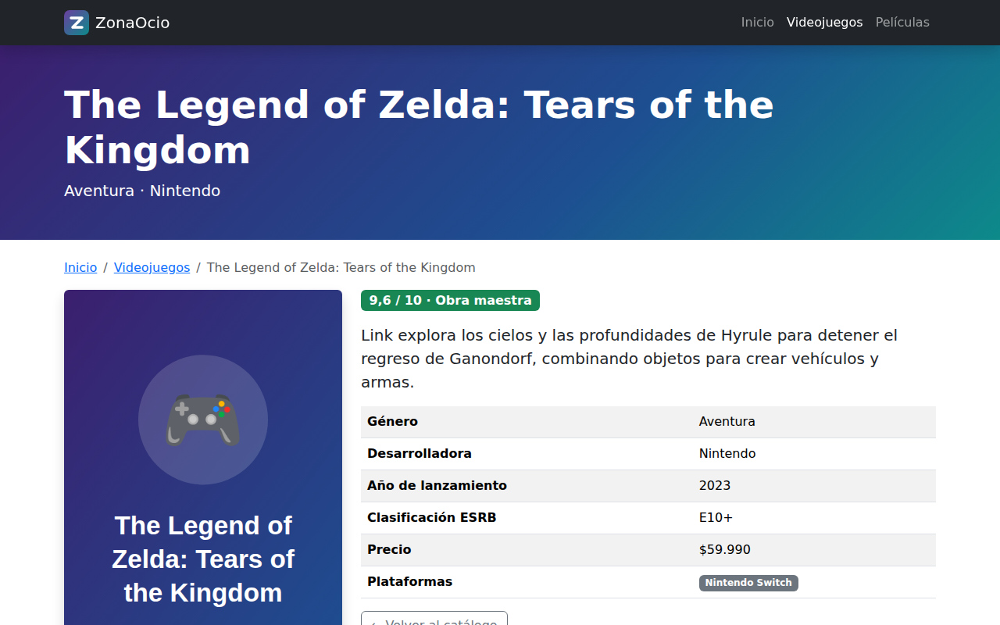 ZonaOcio
Inicio Videojuegos Películas
The Legend of Zelda: Tears of the
Kingdom
Aventura · Nintendo
Inicio / Videojuegos / The Legend of Zelda: Tears of the Kingdom
The Legend of
Zelda: Tears of
the Kingdom
9,6 / 10 · Obra maestra
Link explora los cielos y las profundidades de Hyrule para detener el
regreso de Ganondorf, combinando objetos para crear vehículos y
armas.
Género Aventura
Desarrolladora Nintendo
Año de lanzamiento 2023
Clasificación ESRB E10+
Precio $59.990
Plataformas Nintendo Switch
← Volver al catálogo